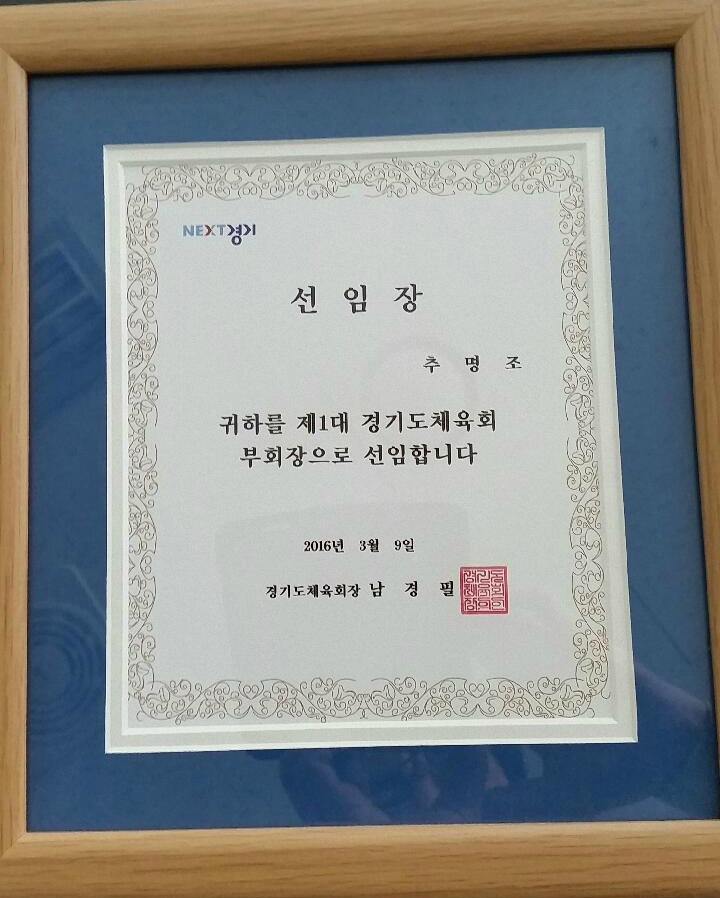 NEXT경기
선 임 장
추 명 조
귀하를 제1대 경기도체육회
부회장으로 선임합니다
2016년 3월 9일
경기도체육회장 남 경 필